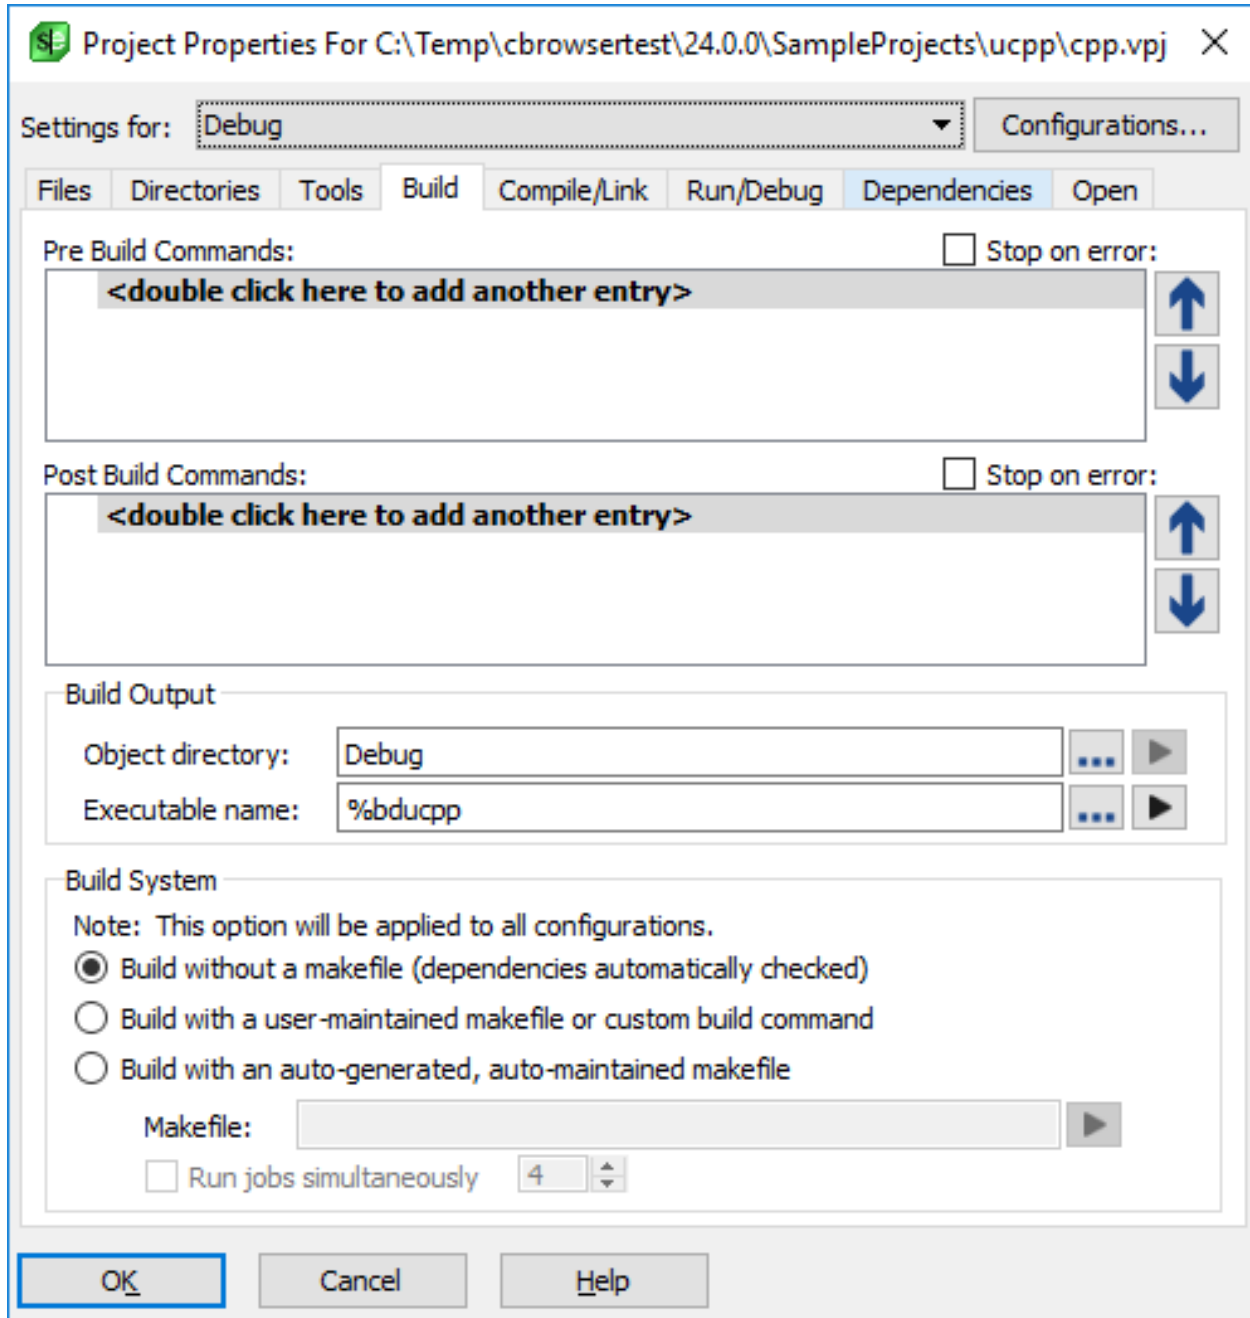 Project Properties For C:\Temp\cbrowsertest\24.0.0\SampleProjects\ucpp\cpp.vpj
Settings for: Debug Configurations...
Files Directories Tools Build Compile/Link Run/Debug Dependencies Open
Pre Build Commands: Stop on error:
<double click here to add another entry>
Post Build Commands: Stop on error:
<double click here to add another entry>
Build Output
Object directory: Debug ...
Executable name: %bducpp ...
Build System
Note: This option will be applied to all configurations.
Build without a makefile (dependencies automatically checked)
Build with a user-maintained makefile or custom build command
Build with an auto-generated, auto-maintained makefile
Makefile:
Run jobs simultaneously 4
OK Cancel Help